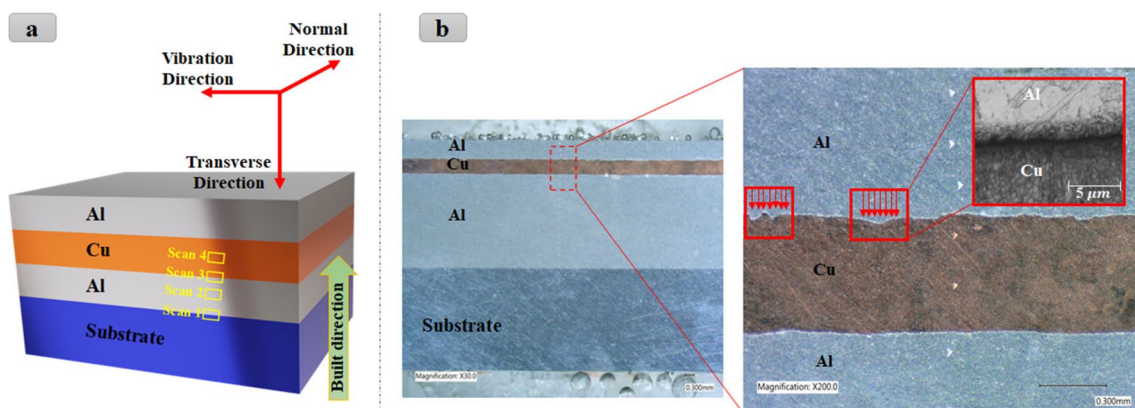 a
Normal
Direction
Vibration
Direction
Transverse
Direction
Al
Cu
Scan 4
Scan 3
Al
Scan 2
Scan 1
Substrate
Built direction
b
Al
Cu
Al
Substrate
Magnification: X30.0
0.300mm
Al
Al
Cu
5 μm
Cu
Al
Magnification: X200.0
0.300mm